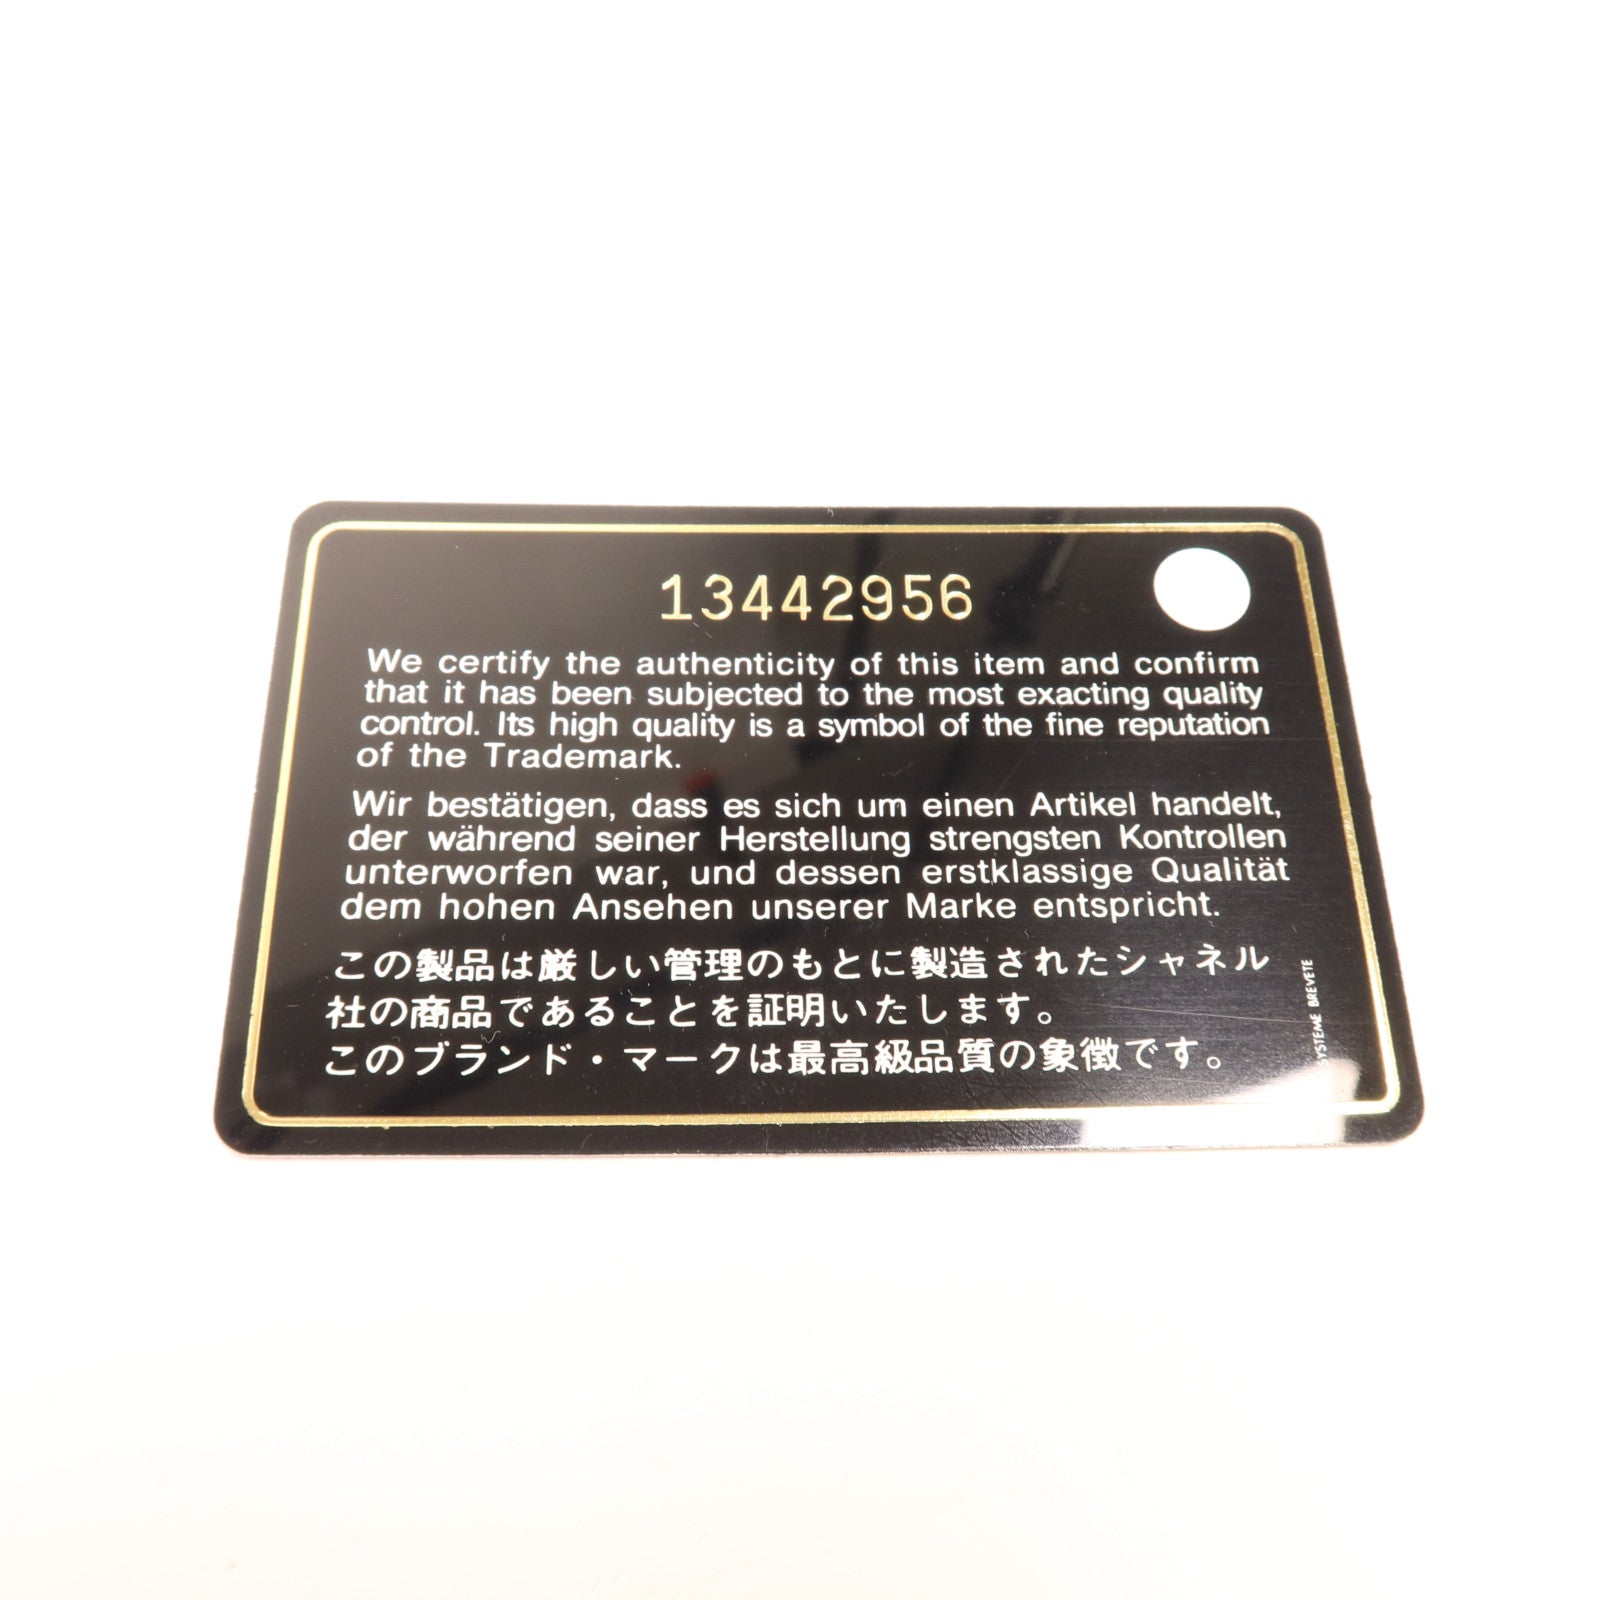 13442956
We certify the authenticity of this item and confirm
that it has been subjected to the most exacting quality
control. Its high quality is a symbol of the fine reputation
of the Trademark.
Wir bestätigen, dass es sich um einen Artikel handelt,
der während seiner Herstellung strengsten Kontrollen
unterworfen war, und dessen erstklassige Qualität
dem hohen Ansehen unserer Marke entspricht.
この製品は厳しい管理のもとに製造されたシャネル
社の商品であることを証明いたします。
このブランド・マークは最高級品質の象徴です。
SYSTEME BREVETE